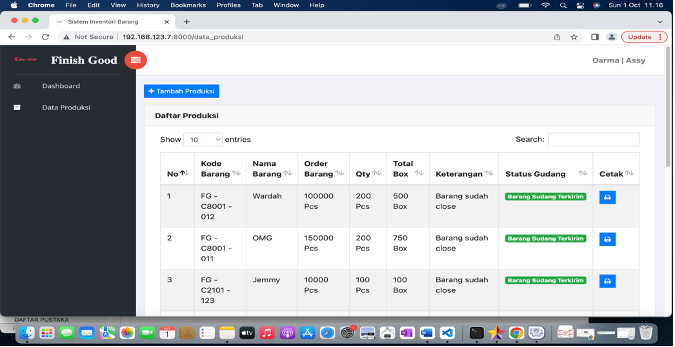 Chrome File Edit View History Bookmarks Profiles Tab Window Help Sun 1 Oct 11.16
Sistem Inventori Barang
Not Secure 192.168.123.7:8000/data_produksi Update
Finish Good
Darma | Assy
Dashboard
Data Produksi
+ Tambah Produksi
Daftar Produksi
Show 10 entries Search:
No Kode Barang Nama Barang Order Barang Qty Total Box Keterangan Status Gudang Cetak
1 FG - C8001 - 012 Wardah 100000 Pcs 200 Pcs 500 Box Barang sudah close Barang Sudang Terkirim
2 FG - C8001 - 011 OMG 150000 Pcs 200 Pcs 750 Box Barang sudah close Barang Sudang Terkirim
3 FG - C2101 - 123 Jemmy 10000 Pcs 100 Pcs 100 Box Barang sudah close Barang Sudang Terkirim
DAFTAR PUSTAKA